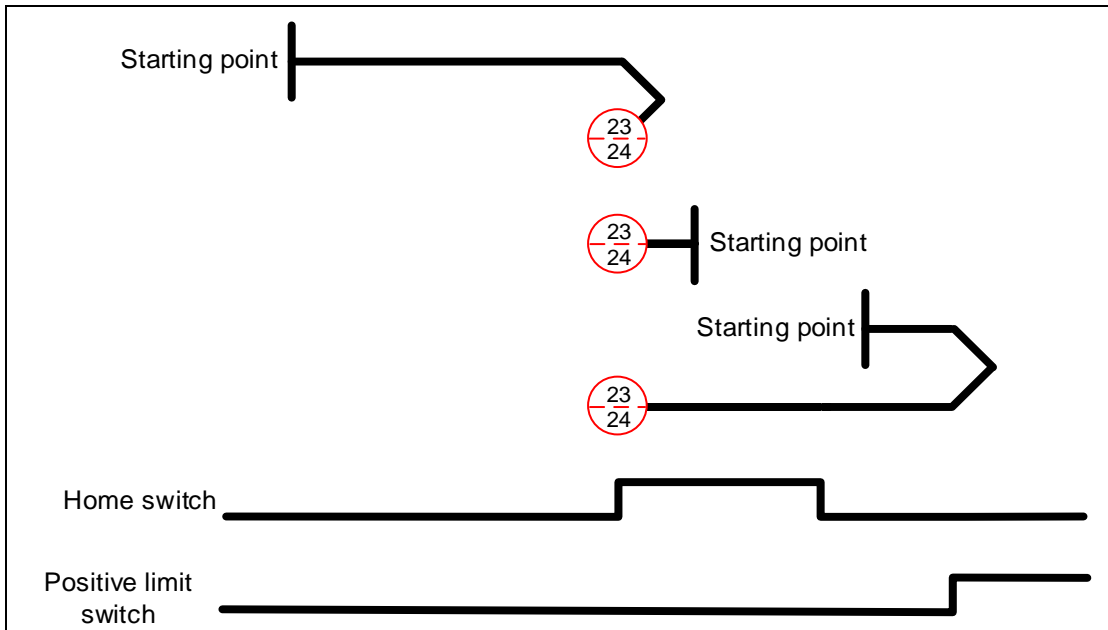 Starting point
23
24
23
24
Starting point
Starting point
23
24
Home switch
Positive limit
switch